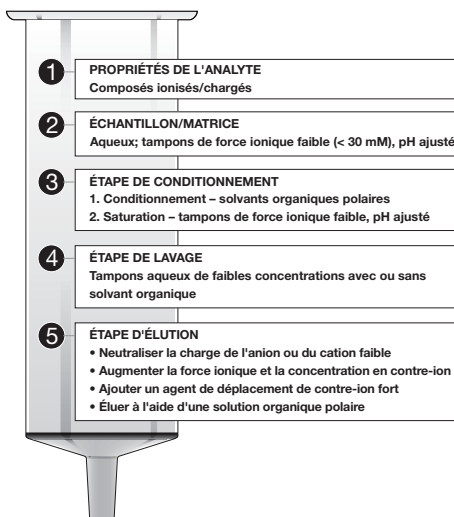 1
PROPRIÉTÉS DE L'ANALYTE
Composés ionisés/chargés
2
ÉCHANTILLON/MATRICE
Aqueux; tampons de force ionique faible (< 30 mM), pH ajusté
3
ÉTAPE DE CONDITIONNEMENT
1. Conditionnement – solvants organiques polaires
2. Saturation – tampons de force ionique faible, pH ajusté
4
ÉTAPE DE LAVAGE
Tampons aqueux de faibles concentrations avec ou sans
solvant organique
5
ÉTAPE D'ÉLUTION
• Neutraliser la charge de l'anion ou du cation faible
• Augmenter la force ionique et la concentration en contre-ion
• Ajouter un agent de déplacement de contre-ion fort
• Éluer à l'aide d'une solution organique polaire